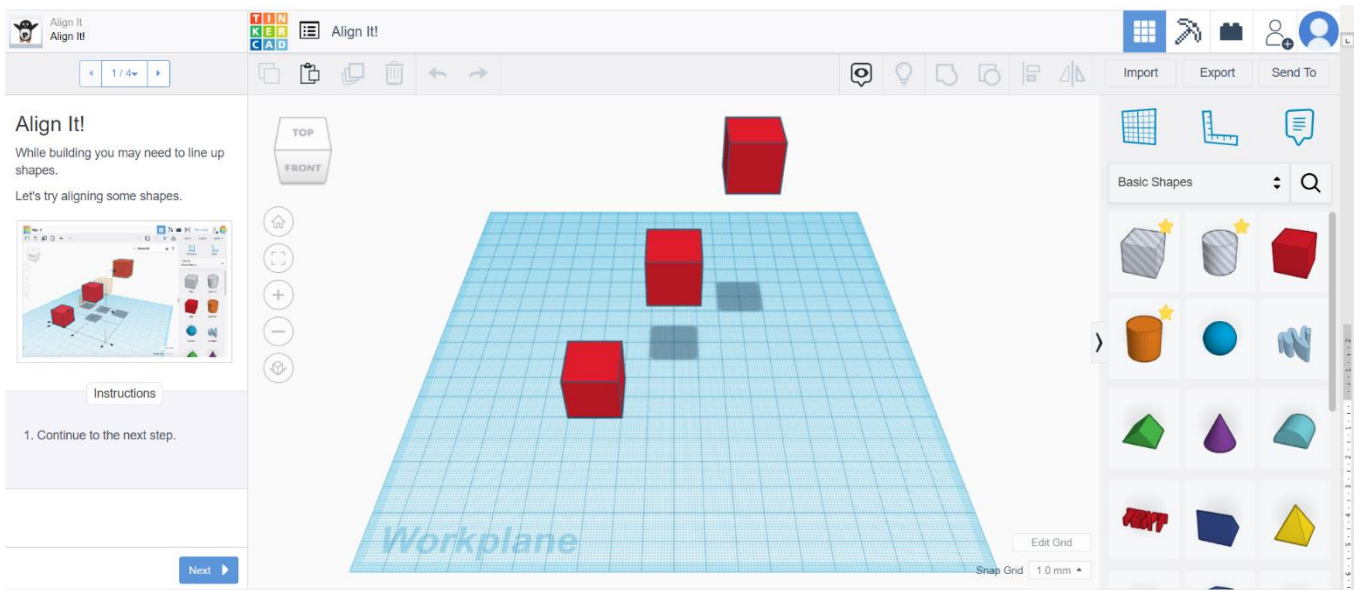 Align It
Align It!
TIN
KER
CAD
Align It!
1 / 4
Import
Export
Send To
Align It!
While building you may need to line up
shapes.
Let's try aligning some shapes.
Instructions
1. Continue to the next step.
Next
TOP
FRONT
Workplane
Edit Grid
Snap Grid 1.0 mm
Basic Shapes
TEXT